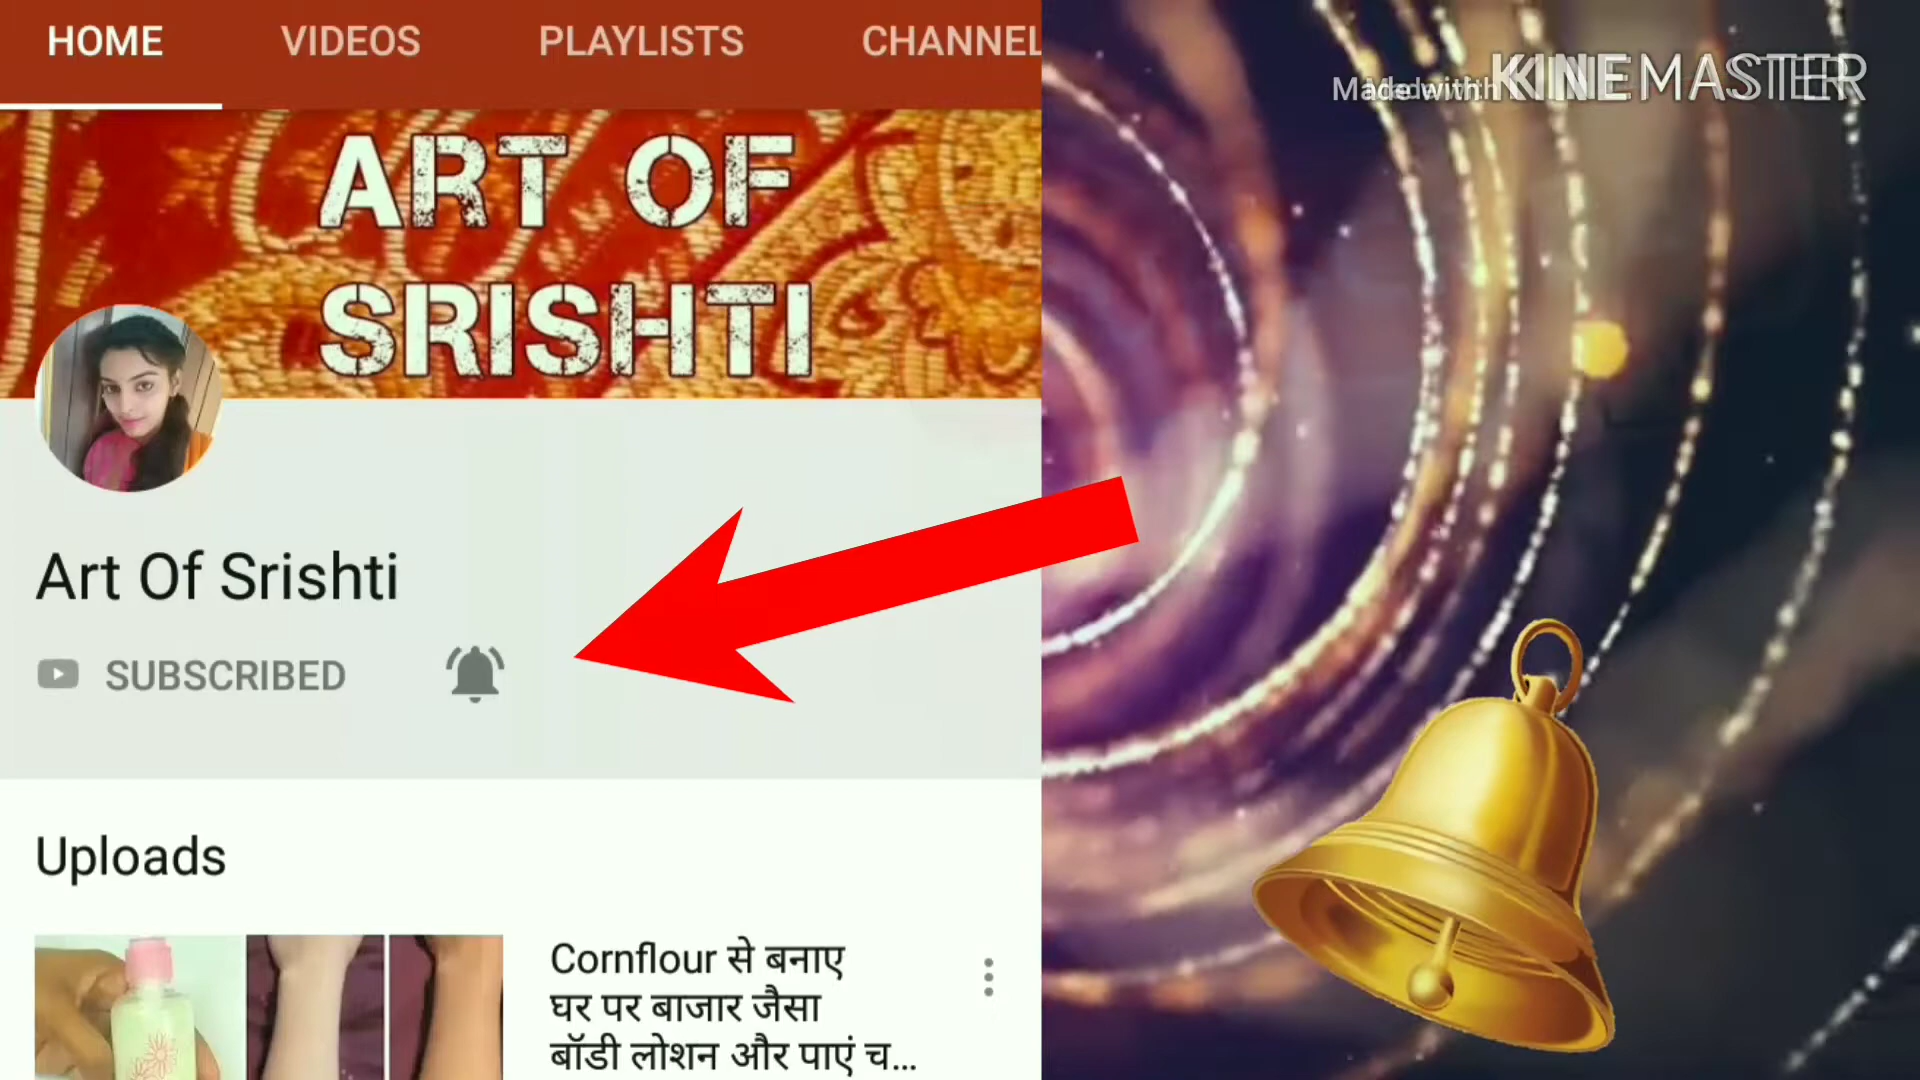 HOME VIDEOS PLAYLISTS CHANNEL
Made with KINEMASTER
ART OF
SRISHTI
Art Of Srishti
SUBSCRIBED
Uploads
Cornflour से बनाए
घर पर बाजार जैसा
बॉडी लोशन और पाएं च...